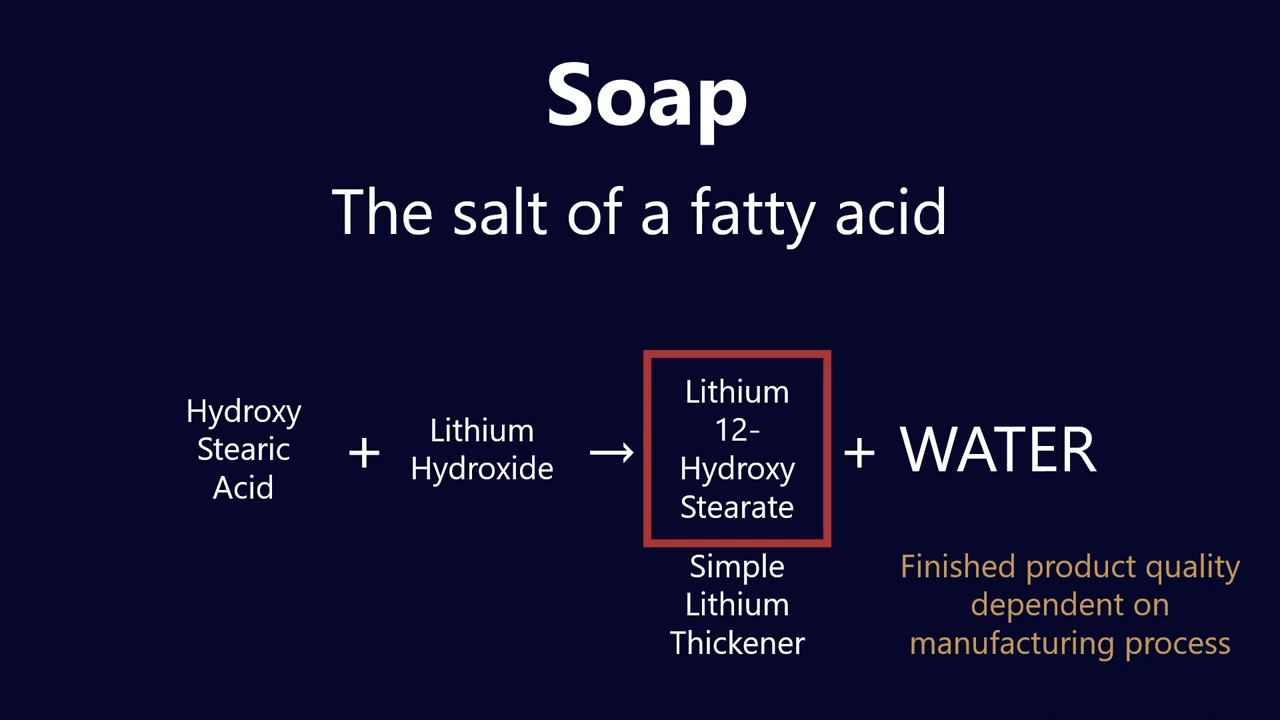 Soap
The salt of a fatty acid
Hydroxy
Stearic
Acid
+
Lithium
Hydroxide
→
Lithium
12-
Hydroxy
Stearate
+
WATER
Simple
Lithium
Thickener
Finished product quality
dependent on
manufacturing process